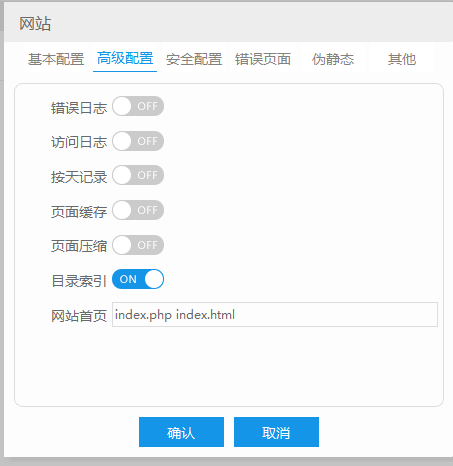 网站
基本配置 高级配置 安全配置 错误页面 伪静态 其他
错误日志 OFF
访问日志 OFF
按天记录 OFF
页面缓存 OFF
页面压缩 OFF
目录索引 ON
网站首页 index.php index.html
确认 取消